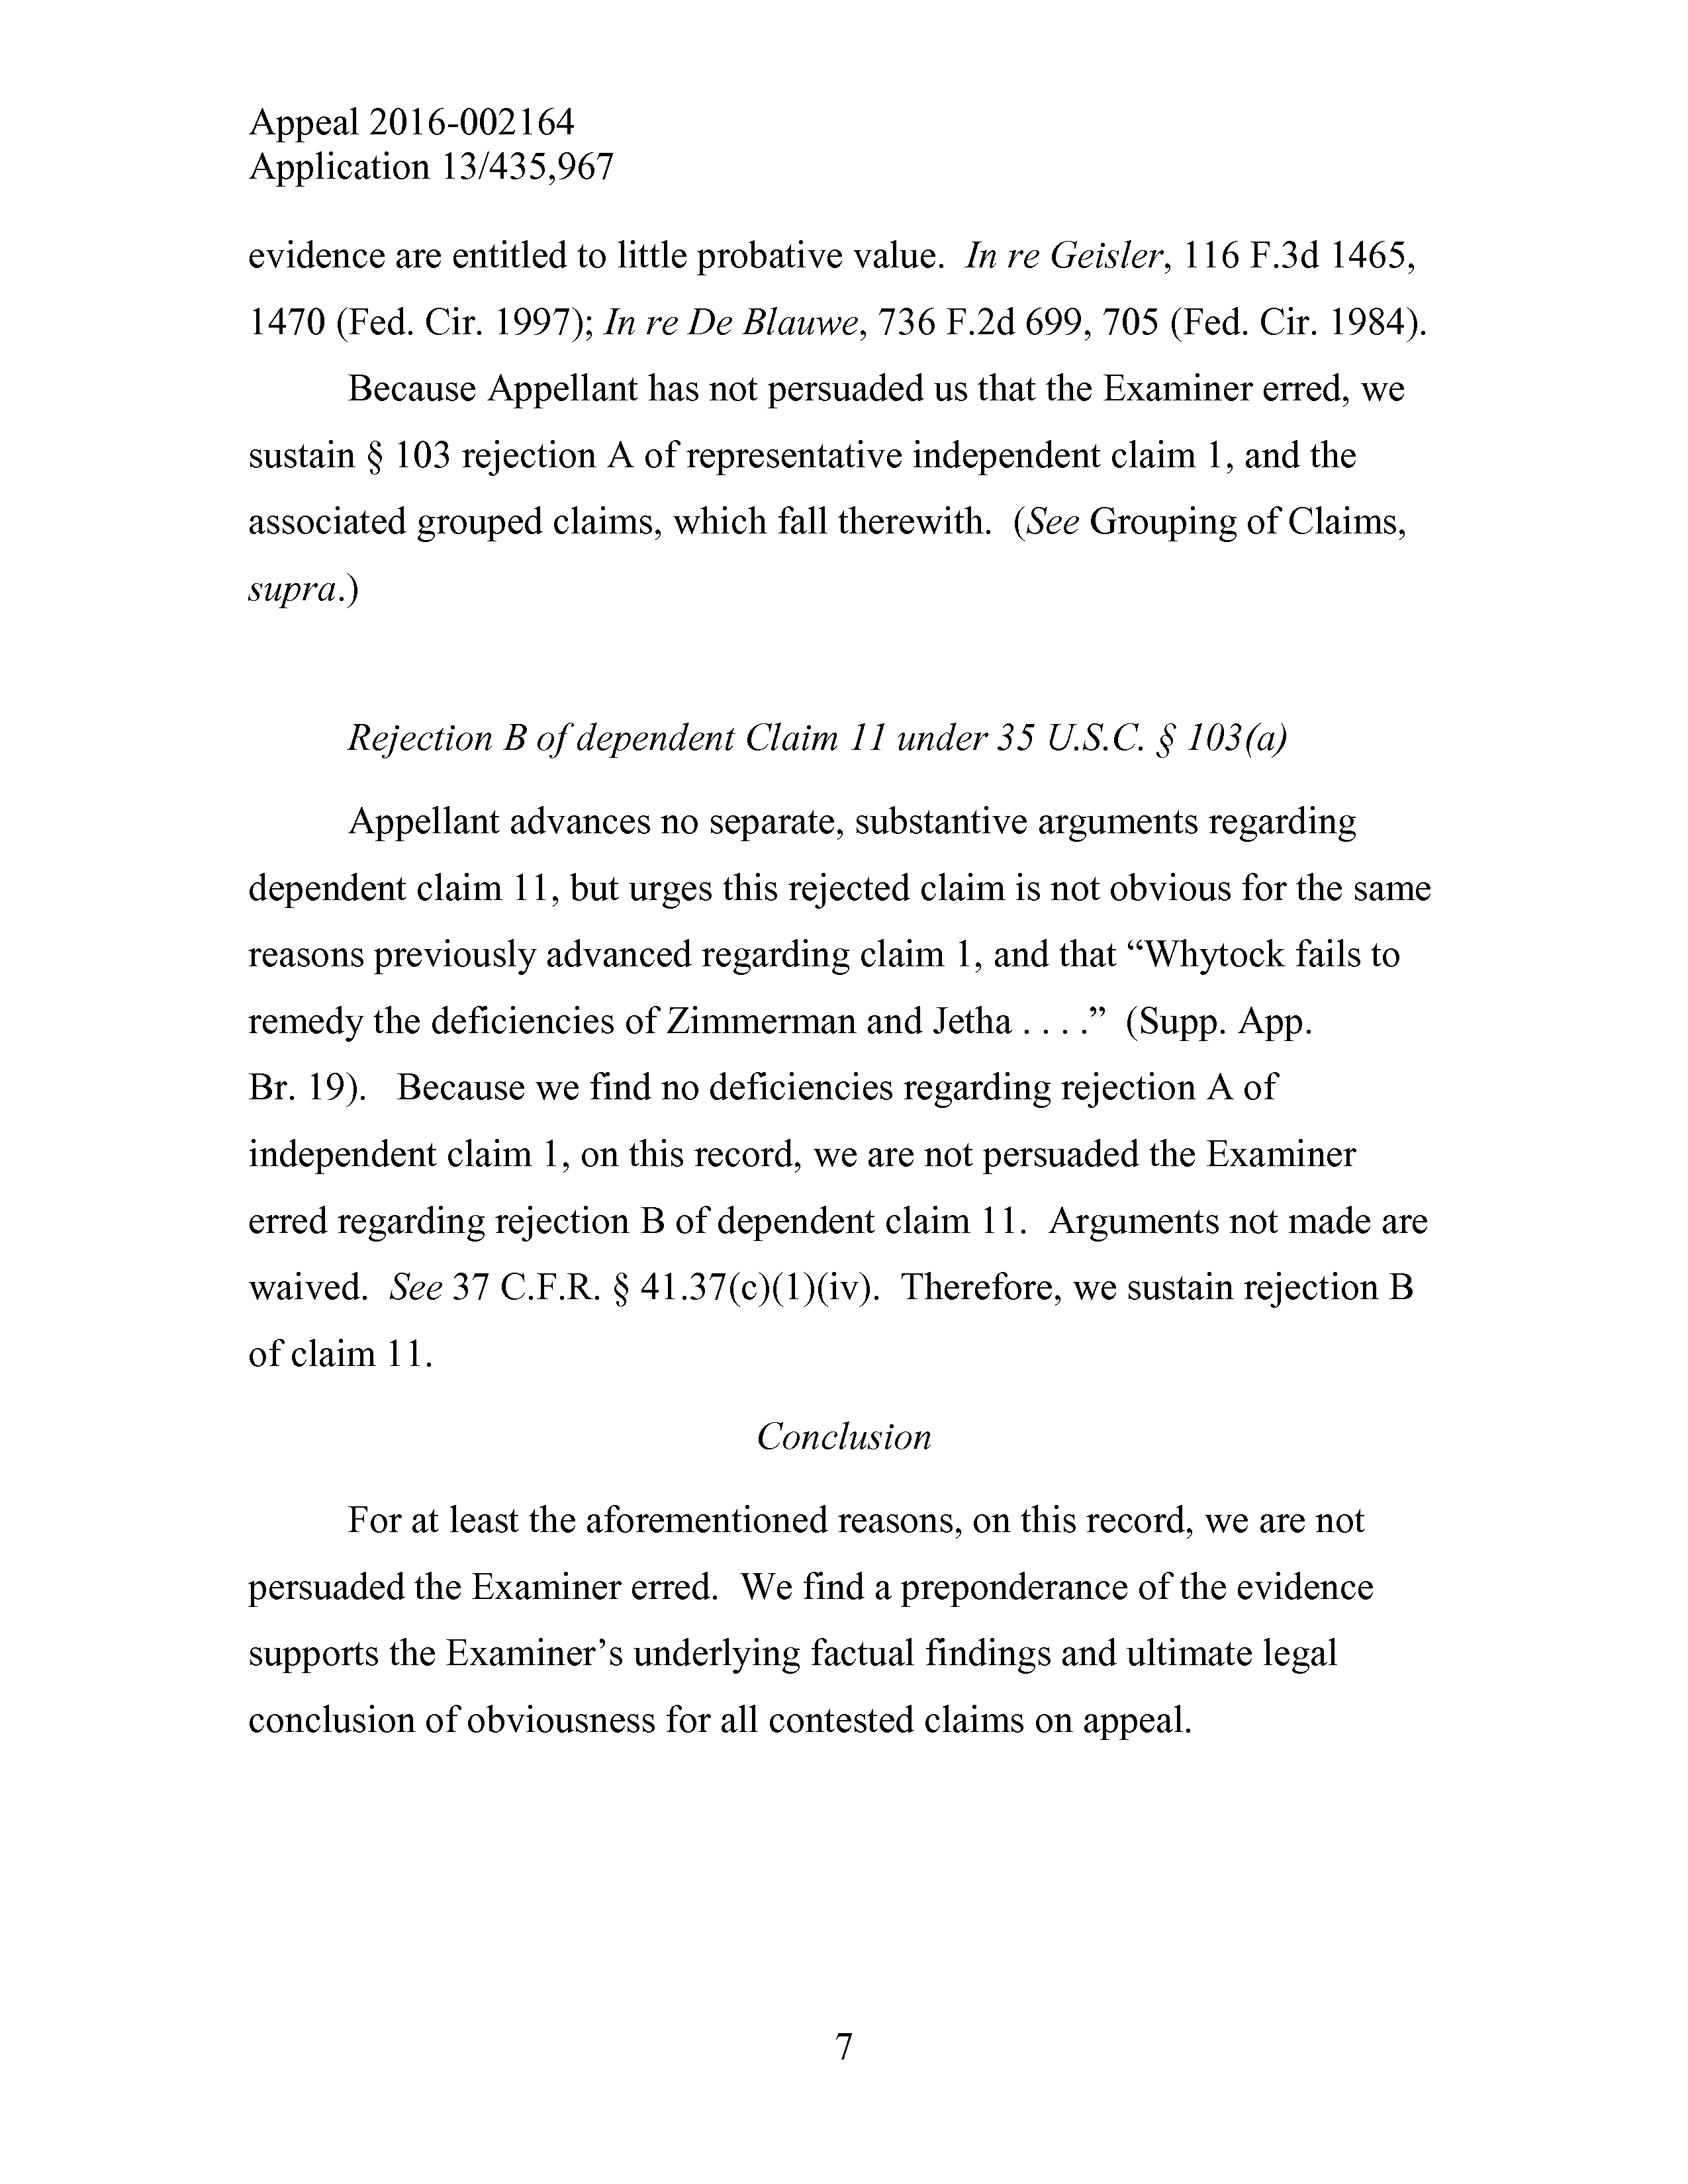 Appeal 2016-002164
Application 13/435,967
evidence are entitled to little probative value. In re Geisler, 116 F.3d 1465,
1470 (Fed. Cir. 1997); In re De Blauwe, 736 F.2d 699, 705 (Fed. Cir. 1984).
Because Appellant has not persuaded us that the Examiner erred, we
sustain § 103 rejection A of representative independent claim 1, and the
associated grouped claims, which fall therewith. (See Grouping of Claims,
supra.)
Rejection B of dependent Claim 11 under 35 U.S.C. § 103(a)
Appellant advances no separate, substantive arguments regarding
dependent claim 11, but urges this rejected claim is not obvious for the same
reasons previously advanced regarding claim 1, and that “Whytock fails to
remedy the deficiencies of Zimmerman and Jetha . . . .” (Supp. App.
Br. 19). Because we find no deficiencies regarding rejection A of
independent claim 1, on this record, we are not persuaded the Examiner
erred regarding rejection B of dependent claim 11. Arguments not made are
waived. See 37 C.F.R. § 41.37(c)(1)(iv). Therefore, we sustain rejection B
of claim 11.
Conclusion
For at least the aforementioned reasons, on this record, we are not
persuaded the Examiner erred. We find a preponderance of the evidence
supports the Examiner’s underlying factual findings and ultimate legal
conclusion of obviousness for all contested claims on appeal.
7